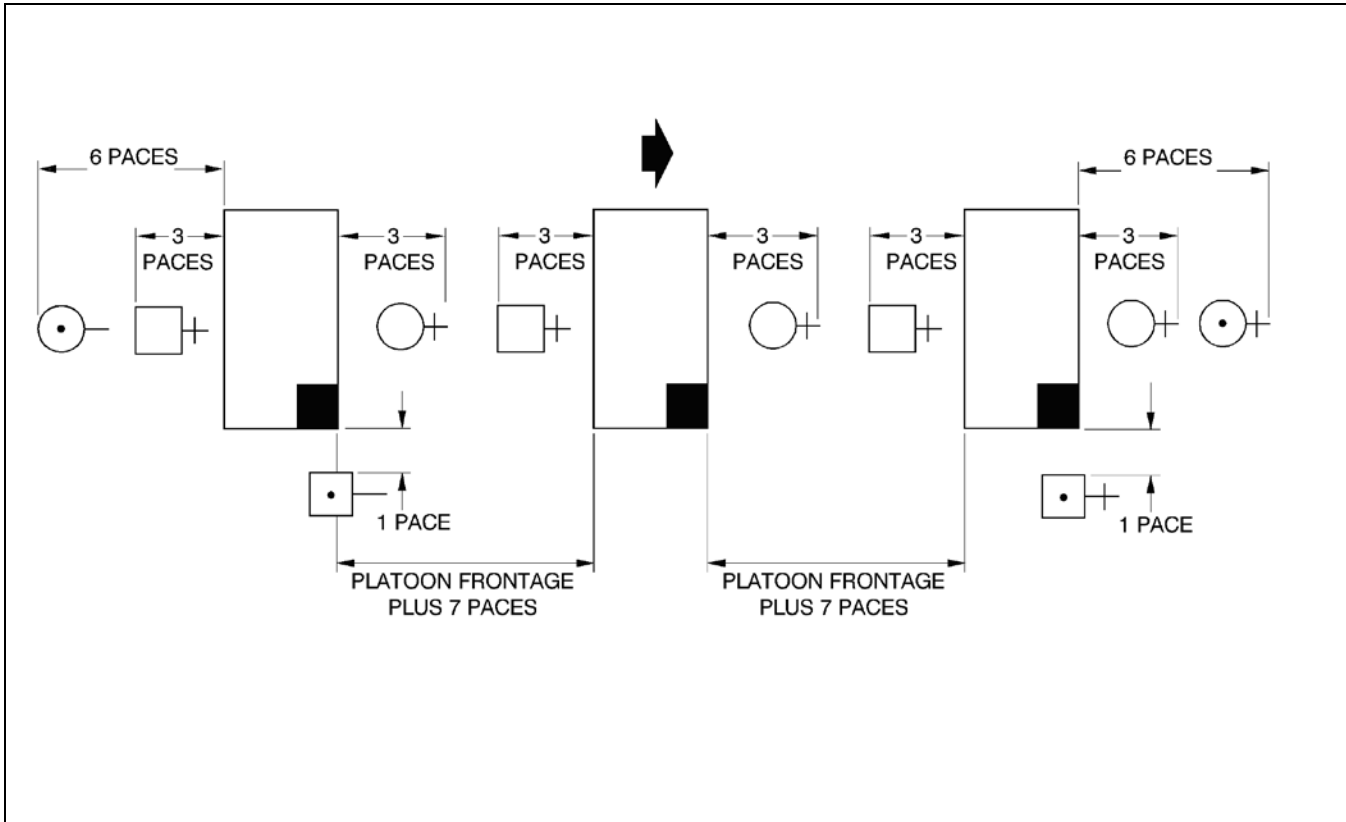 6 PACES
6 PACES
3
PACES
3
PACES
3
PACES
3
PACES
3
PACES
3
PACES
1 PACE
1 PACE
PLATOON FRONTAGE
PLUS 7 PACES
PLATOON FRONTAGE
PLUS 7 PACES